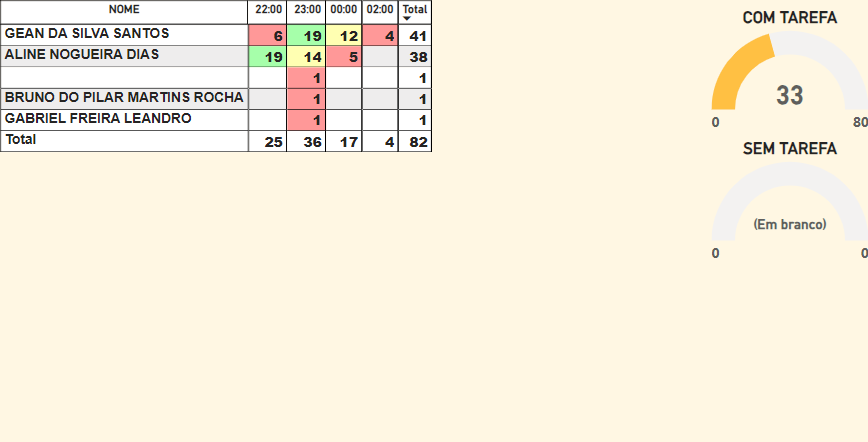 NOME 22:00 23:00 00:00 02:00 Total
GEAN DA SILVA SANTOS 6 19 12 4 41
ALINE NOGUEIRA DIAS 19 14 5 38
1 1
BRUNO DO PILAR MARTINS ROCHA 1 1
GABRIEL FREIRA LEANDRO 1 1
Total 25 36 17 4 82
COM TAREFA
33
0 80
SEM TAREFA
(Em branco)
0 0